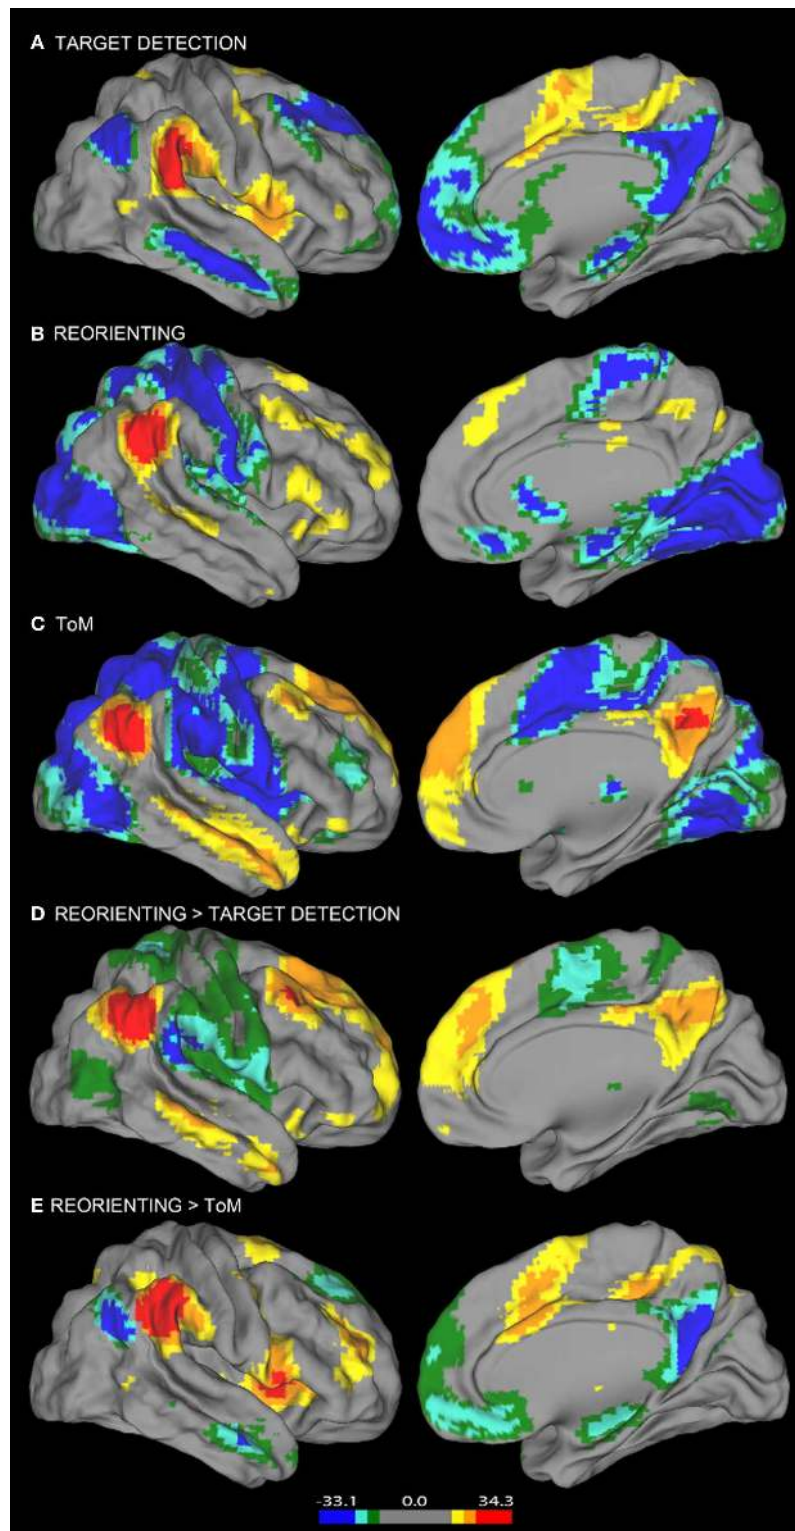 A TARGET DETECTION
B REORIENTING
C ToM
D REORIENTING > TARGET DETECTION
E REORIENTING > ToM
-33.1 0.0 34.3